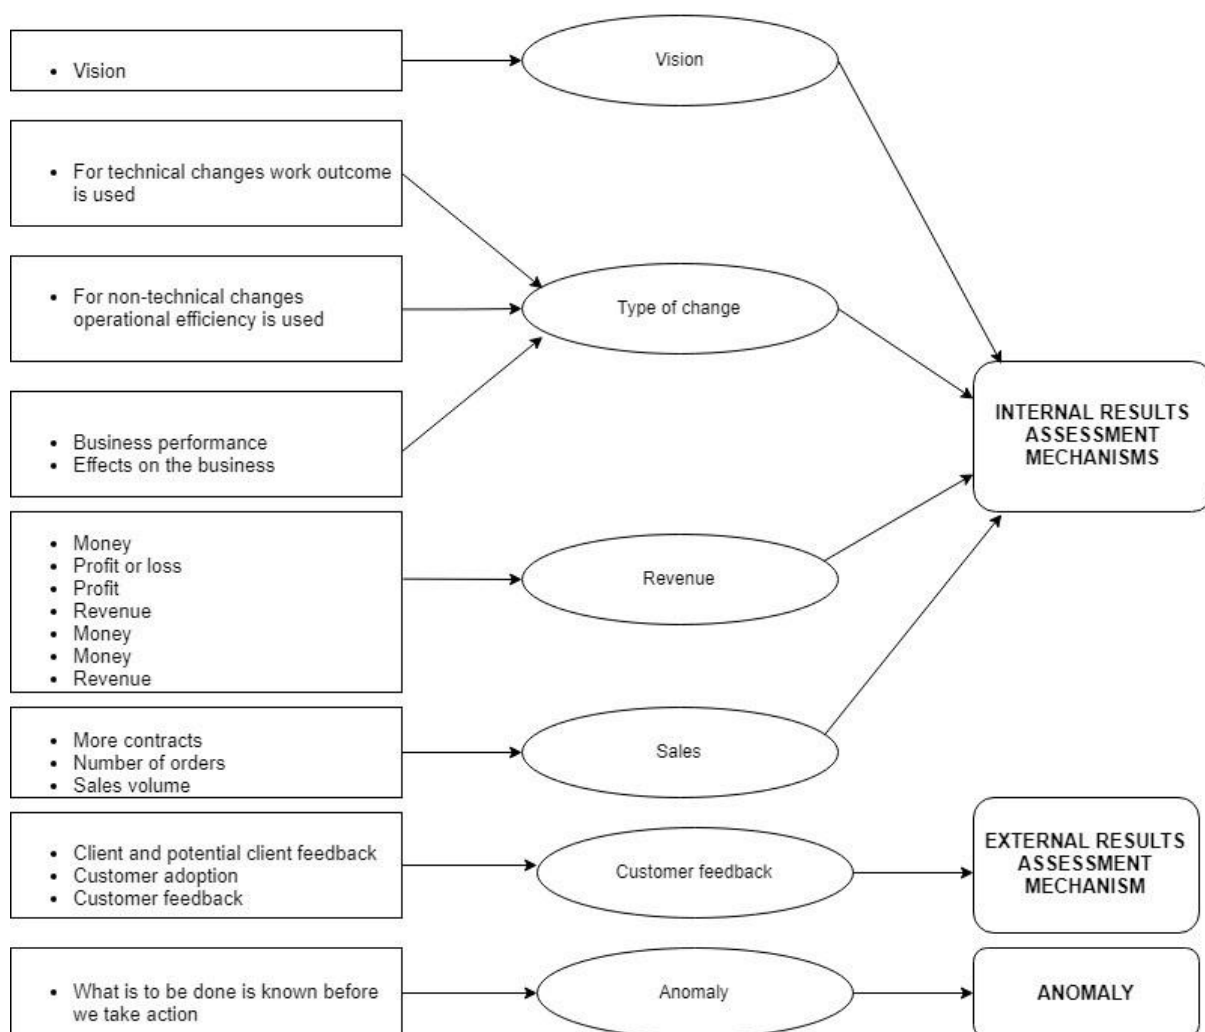 • Vision
Vision
• For technical changes work outcome
is used
• For non-technical changes
operational efficiency is used
Type of change
• Business performance
• Effects on the business
INTERNAL RESULTS
ASSESSMENT
MECHANISMS
• Money
• Profit or loss
• Profit
• Revenue
• Money
• Money
• Revenue
Revenue
• More contracts
• Number of orders
• Sales volume
Sales
• Client and potential client feedback
• Customer adoption
• Customer feedback
Customer feedback
EXTERNAL RESULTS
ASSESSMENT
MECHANISM
• What is to be done is known before
we take action
Anomaly
ANOMALY